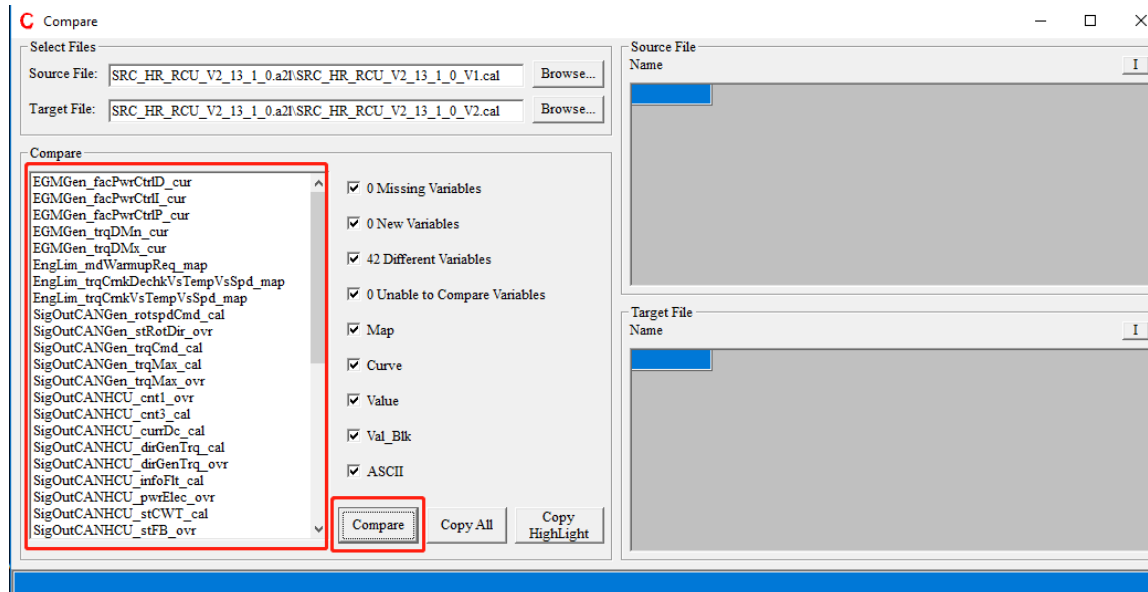 C Compare
Select Files
Source File: SRC_HR_RCU_V2_13_1_0.a2l\SRC_HR_RCU_V2_13_1_0_V1.cal Browse...
Target File: SRC_HR_RCU_V2_13_1_0.a2l\SRC_HR_RCU_V2_13_1_0_V2.cal Browse...
Compare
EGMGen_facPwrCtrlD_cur
EGMGen_facPwrCtrlI_cur
EGMGen_facPwrCtrlP_cur
EGMGen_trqDMn_cur
EGMGen_trqDMx_cur
EngLim_mdWarmupReq_map
EngLim_trqCrnkDechkVsTempVsSpd_map
EngLim_trqCrnkVsTempVsSpd_map
SigOutCANGen_rotspdCmd_cal
SigOutCANGen_stRotDir_ovr
SigOutCANGen_trqCmd_cal
SigOutCANGen_trqMax_cal
SigOutCANGen_trqMax_ovr
SigOutCANHCU_cnt1_ovr
SigOutCANHCU_cnt3_cal
SigOutCANHCU_currDc_cal
SigOutCANHCU_dirGenTrq_cal
SigOutCANHCU_dirGenTrq_ovr
SigOutCANHCU_infoFlt_cal
SigOutCANHCU_pwrElec_ovr
SigOutCANHCU_stCWT_cal
SigOutCANHCU_stFB_ovr
0 Missing Variables
0 New Variables
42 Different Variables
0 Unable to Compare Variables
Map
Curve
Value
Val_Blk
ASCII
Compare
Copy All
Copy
HighLight
Source File
Name I
Target File
Name I